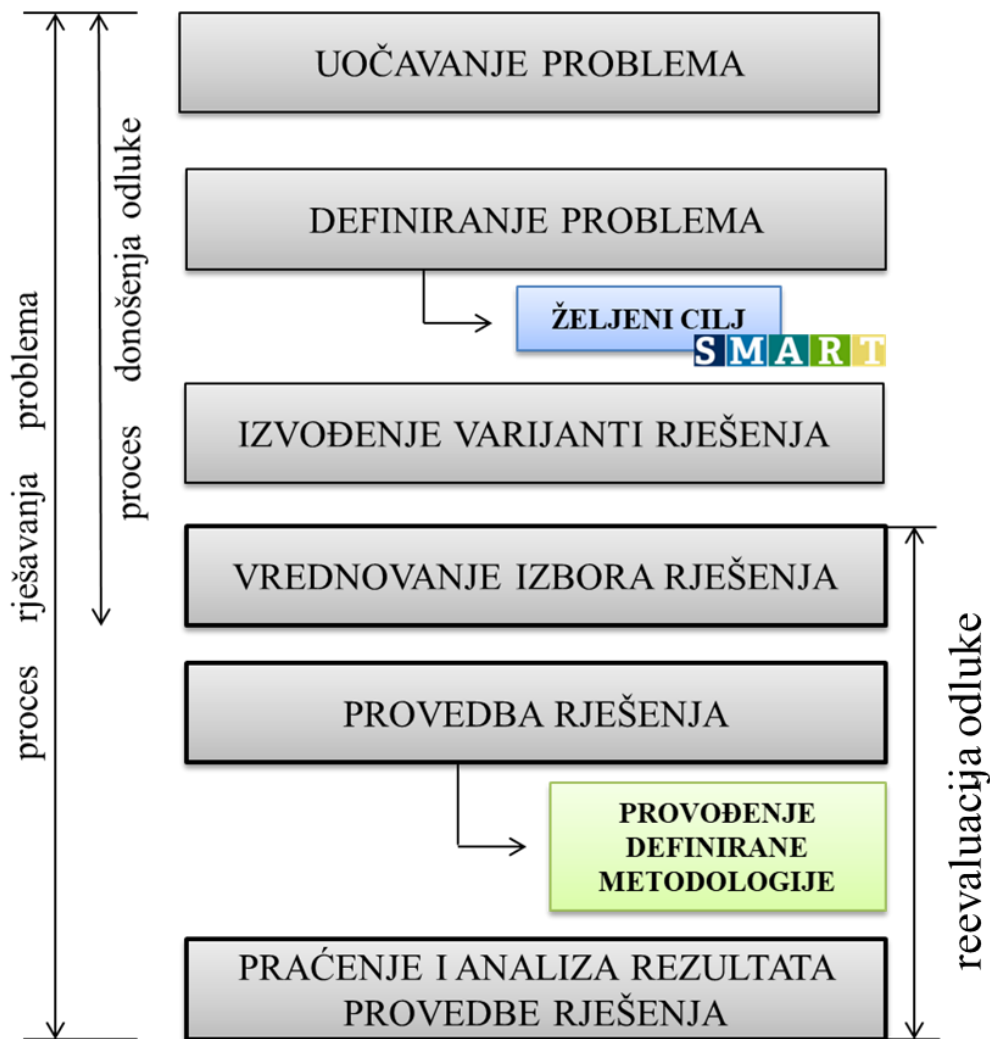 UOČAVANJE PROBLEMA
DEFINIRANJE PROBLEMA
ŽELJENI CILJ
SMART
IZVOĐENJE VARIJANTI RJEŠENJA
VREDNOVANJE IZBORA RJEŠENJA
PROVEDBA RJEŠENJA
PROVOĐENJE
DEFINIRANE
METODOLOGIJE
PRAĆENJE I ANALIZA REZULTATA
PROVEDBE RJEŠENJA
proces rješavanja problema
proces donošenja odluke
reevaluacija odluke